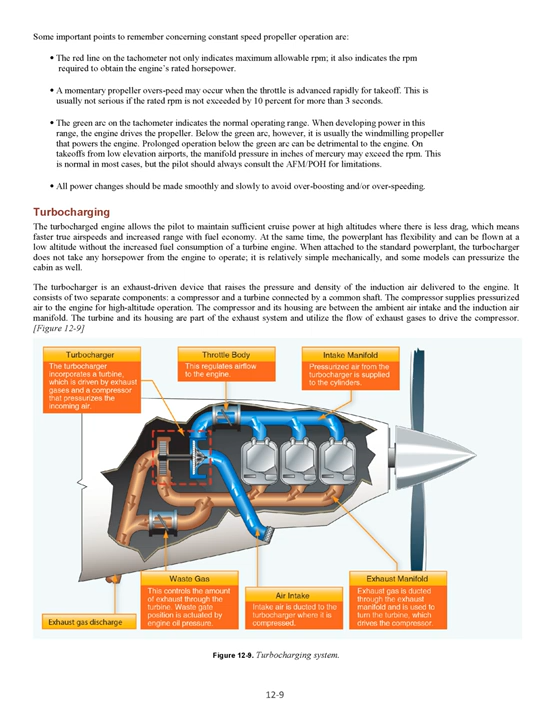 Some important points to remember concerning constant speed propeller operation are:
• The red line on the tachometer not only indicates maximum allowable rpm; it also indicates the rpm
required to obtain the engine's rated horsepower.
• A momentary propeller overs-peed may occur when the throttle is advanced rapidly for takeoff. This is
usually not serious if the rated rpm is not exceeded by 10 percent for more than 3 seconds.
• The green arc on the tachometer indicates the normal operating range. When developing power in this
range, the engine drives the propeller. Below the green arc, however, it is usually the windmilling propeller
that powers the engine. Prolonged operation below the green arc can be detrimental to the engine. On
takeoffs from low elevation airports, the manifold pressure in inches of mercury may exceed the rpm. This
is normal in most cases, but the pilot should always consult the AFM/POH for limitations.
• All power changes should be made smoothly and slowly to avoid over-boosting and/or over-speeding.
Turbocharging
The turbocharged engine allows the pilot to maintain sufficient cruise power at high altitudes where there is less drag, which means
faster true airspeeds and increased range with fuel economy. At the same time, the powerplant has flexibility and can be flown at a
low altitude without the increased fuel consumption of a turbine engine. When attached to the standard powerplant, the turbocharger
does not take any horsepower from the engine to operate; it is relatively simple mechanically, and some models can pressurize the
cabin as well.
The turbocharger is an exhaust-driven device that raises the pressure and density of the induction air delivered to the engine. It
consists of two separate components: a compressor and a turbine connected by a common shaft. The compressor supplies pressurized
air to the engine for high-altitude operation. The compressor and its housing are between the ambient air intake and the induction air
manifold. The turbine and its housing are part of the exhaust system and utilize the flow of exhaust gases to drive the compressor.
[Figure 12-9]
Turbocharger
The turbocharger
incorporates a turbine,
which is driven by exhaust
gases and a compressor
that pressurizes the
incoming air.
Throttle Body
This regulates airflow
to the engine.
Intake Manifold
Pressurized air from the
turbocharger is supplied
to the cylinders.
Exhaust gas discharge
Waste Gas
This controls the amount
of exhaust through the
turbine. Waste gate
position is actuated by
engine oil pressure.
Air Intake
Intake air is ducted to the
turbocharger where it is
compressed.
Exhaust Manifold
Exhaust gas is ducted
through the exhaust
manifold and is used to
turn the turbine, which
drives the compressor.
Figure 12-9. Turbocharging system.
12-9